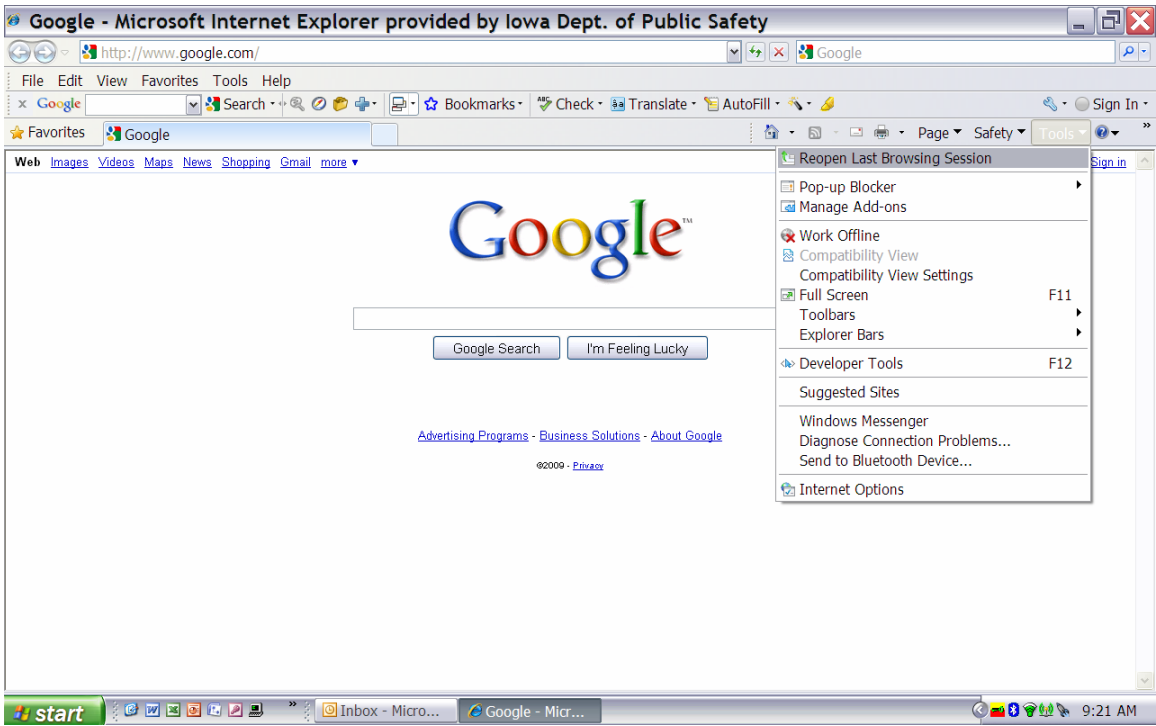 Google - Microsoft Internet Explorer provided by Iowa Dept. of Public Safety
http://www.google.com/ Google
File Edit View Favorites Tools Help
x Google Search Bookmarks Check Translate AutoFill Sign In
Favorites Google Page Safety Tools
Web Images Videos Maps News Shopping Gmail more Sign in
Reopen Last Browsing Session
Pop-up Blocker
Manage Add-ons
Work Offline
Compatibility View
Compatibility View Settings
Full Screen F11
Toolbars
Explorer Bars
Developer Tools F12
Suggested Sites
Windows Messenger
Diagnose Connection Problems...
Send to Bluetooth Device...
Internet Options
Google™
Google Search I'm Feeling Lucky
Advertising Programs - Business Solutions - About Google
©2009 - Privacy
start Inbox - Micro... Google - Micr... 9:21 AM